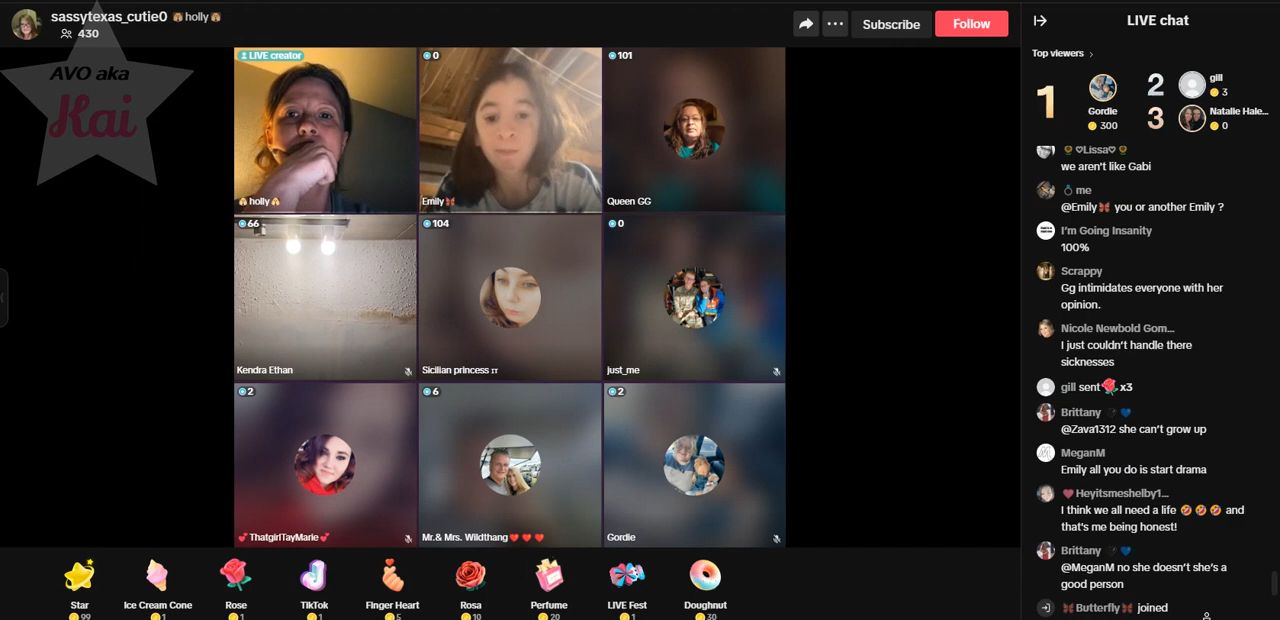 sassytexas_cutie0 holly
430
Subscribe
Follow
LIVE chat
AVO aka
Kai
LIVE creator
0
101
holly
Emily
Queen GG
66
104
0
Kendra Ethan
Sicilian princess IT
just_me
2
6
2
ThatgirlTayMarie
Mr.& Mrs. Wildthang
Gordie
Star
99
Ice Cream Cone
1
Rose
1
TikTok
1
Finger Heart
5
Rosa
10
Perfume
20
LIVE Fest
1
Doughnut
30
Top viewers
1
Gordie
300
2
gill
3
3
Natalie Hale...
0
Lissa
we aren't like Gabi
me
@Emily you or another Emily ?
I'm Going Insanity
100%
Scrappy
Gg intimidates everyone with her
opinion.
Nicole Newbold Gom...
I just couldn't handle there
sicknesses
gill sent x3
Brittany
@Zava1312 she can't grow up
MeganM
Emily all you do is start drama
Heyitsmeshelby1...
I think we all need a life and
that's me being honest!
Brittany
@MeganM no she doesn't she's a
good person
Butterfly joined